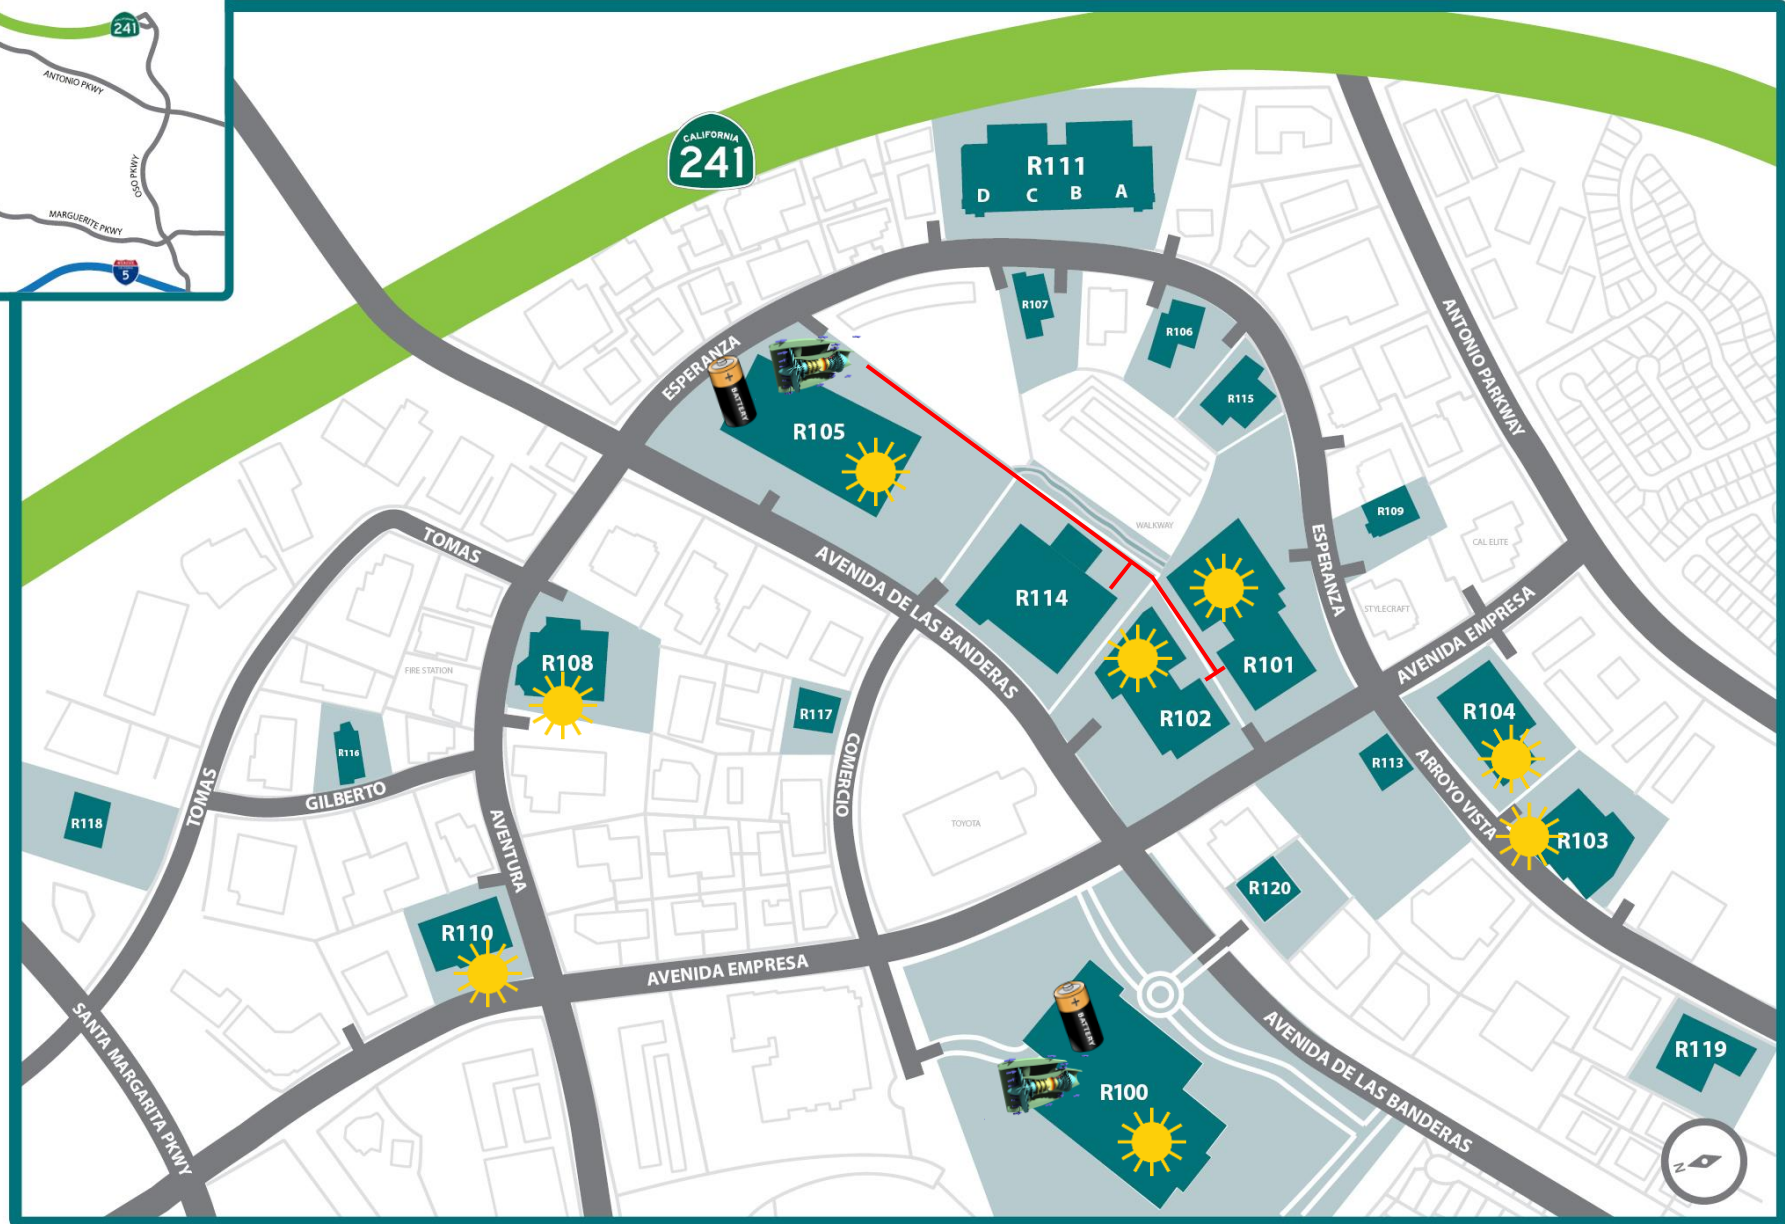 241
ANTONIO PKWY
OSO PKWY
MARGUERITE PKWY
5
CALIFORNIA
241
R111
D C B A
R107
R106
R115
ESPERANZA
ANTONIO PARKWAY
BATTERY
R105
R109
CAL ELITE
WALKWAY
TOMAS
AVENIDA DE LAS BANDERAS
ESPERANZA
R114
STYLECRAFT
AVENIDA EMPRESA
R108
FIRE STATION
R101
R102
R104
R117
R116
R113
GILBERTO
TOMAS
COMERCIO
ARROYO VISTA
R118
TOYOTA
R103
AVENTURA
R120
R110
AVENIDA EMPRESA
BATTERY
SANTA MARGARITA PKWY
AVENIDA DE LAS BANDERAS
R119
R100
N